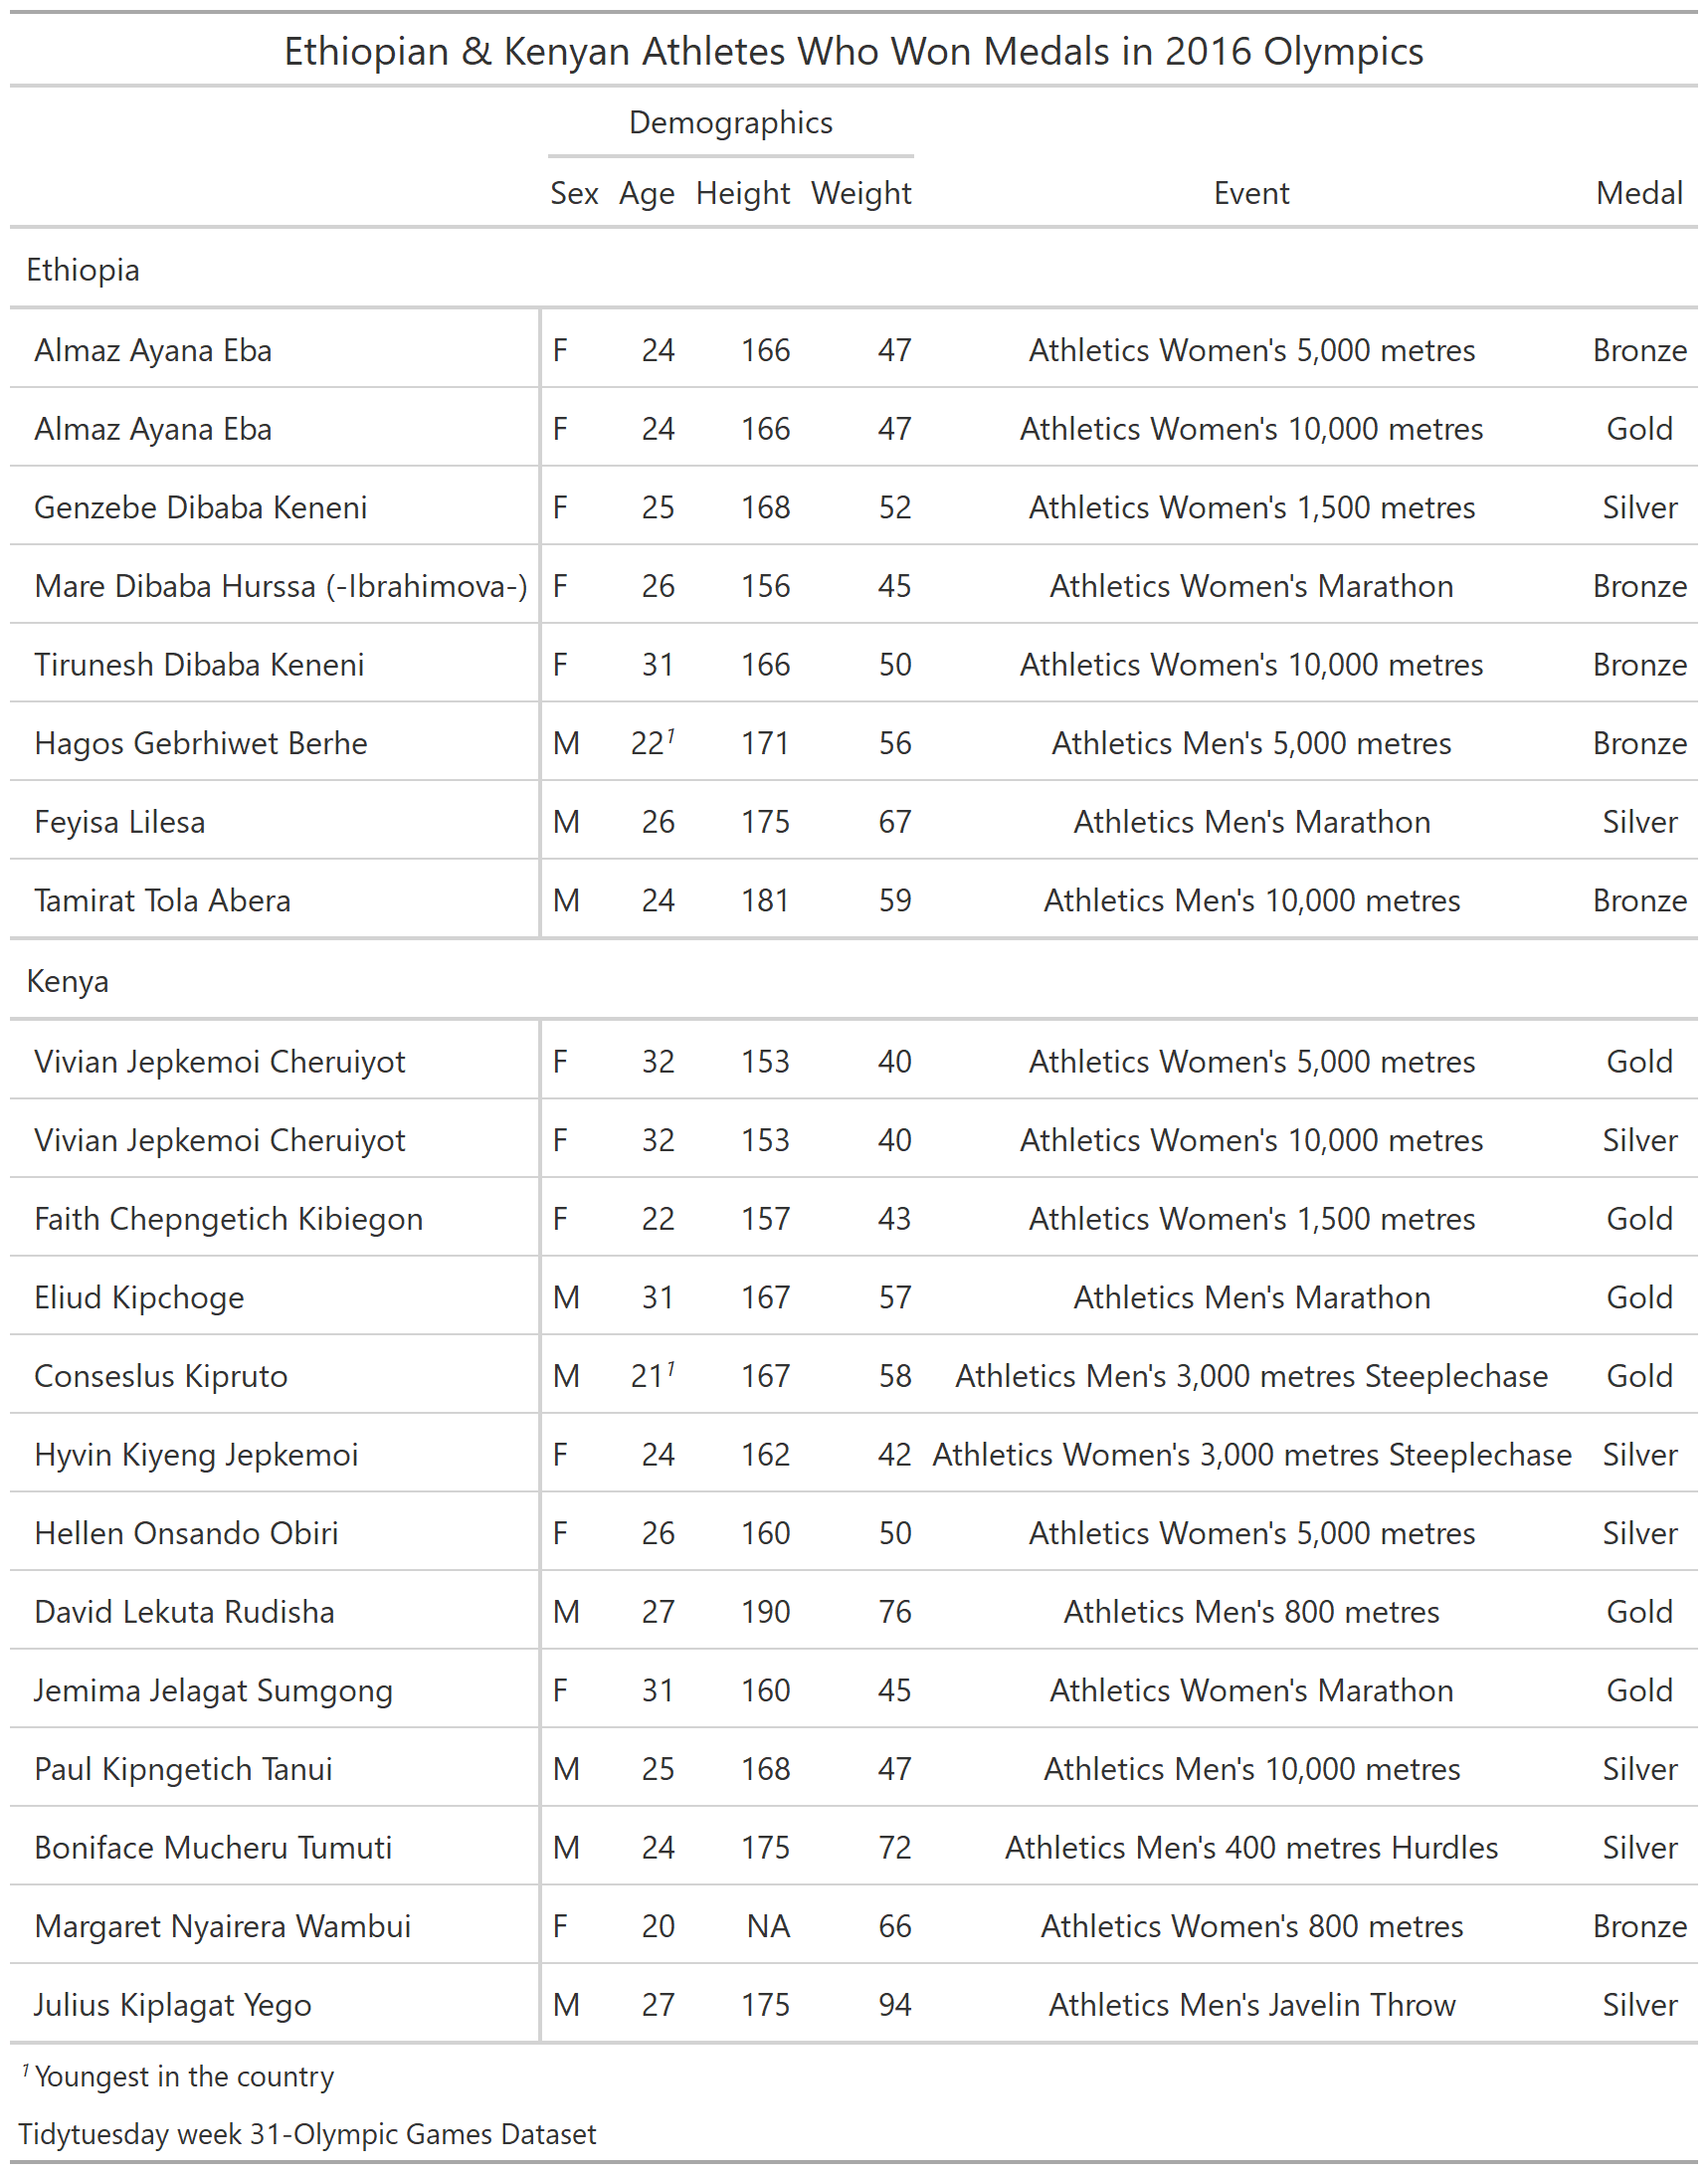 Ethiopian & Kenyan Athletes Who Won Medals in 2016 Olympics
Demographics
Sex Age Height Weight Event Medal
Ethiopia
Almaz Ayana Eba F 24 166 47 Athletics Women's 5,000 metres Bronze
Almaz Ayana Eba F 24 166 47 Athletics Women's 10,000 metres Gold
Genzebe Dibaba Keneni F 25 168 52 Athletics Women's 1,500 metres Silver
Mare Dibaba Hurssa (-Ibrahimova-) F 26 156 45 Athletics Women's Marathon Bronze
Tirunesh Dibaba Keneni F 31 166 50 Athletics Women's 10,000 metres Bronze
Hagos Gebrhiwet Berhe M 22¹ 171 56 Athletics Men's 5,000 metres Bronze
Feyisa Lilesa M 26 175 67 Athletics Men's Marathon Silver
Tamirat Tola Abera M 24 181 59 Athletics Men's 10,000 metres Bronze
Kenya
Vivian Jepkemoi Cheruiyot F 32 153 40 Athletics Women's 5,000 metres Gold
Vivian Jepkemoi Cheruiyot F 32 153 40 Athletics Women's 10,000 metres Silver
Faith Chepngetich Kibiegon F 22 157 43 Athletics Women's 1,500 metres Gold
Eliud Kipchoge M 31 167 57 Athletics Men's Marathon Gold
Conseslus Kipruto M 21¹ 167 58 Athletics Men's 3,000 metres Steeplechase Gold
Hyvin Kiyeng Jepkemoi F 24 162 42 Athletics Women's 3,000 metres Steeplechase Silver
Hellen Onsando Obiri F 26 160 50 Athletics Women's 5,000 metres Silver
David Lekuta Rudisha M 27 190 76 Athletics Men's 800 metres Gold
Jemima Jelagat Sumgong F 31 160 45 Athletics Women's Marathon Gold
Paul Kipngetich Tanui M 25 168 47 Athletics Men's 10,000 metres Silver
Boniface Mucheru Tumuti M 24 175 72 Athletics Men's 400 metres Hurdles Silver
Margaret Nyairera Wambui F 20 NA 66 Athletics Women's 800 metres Bronze
Julius Kiplagat Yego M 27 175 94 Athletics Men's Javelin Throw Silver
¹ Youngest in the country
Tidytuesday week 31-Olympic Games Dataset